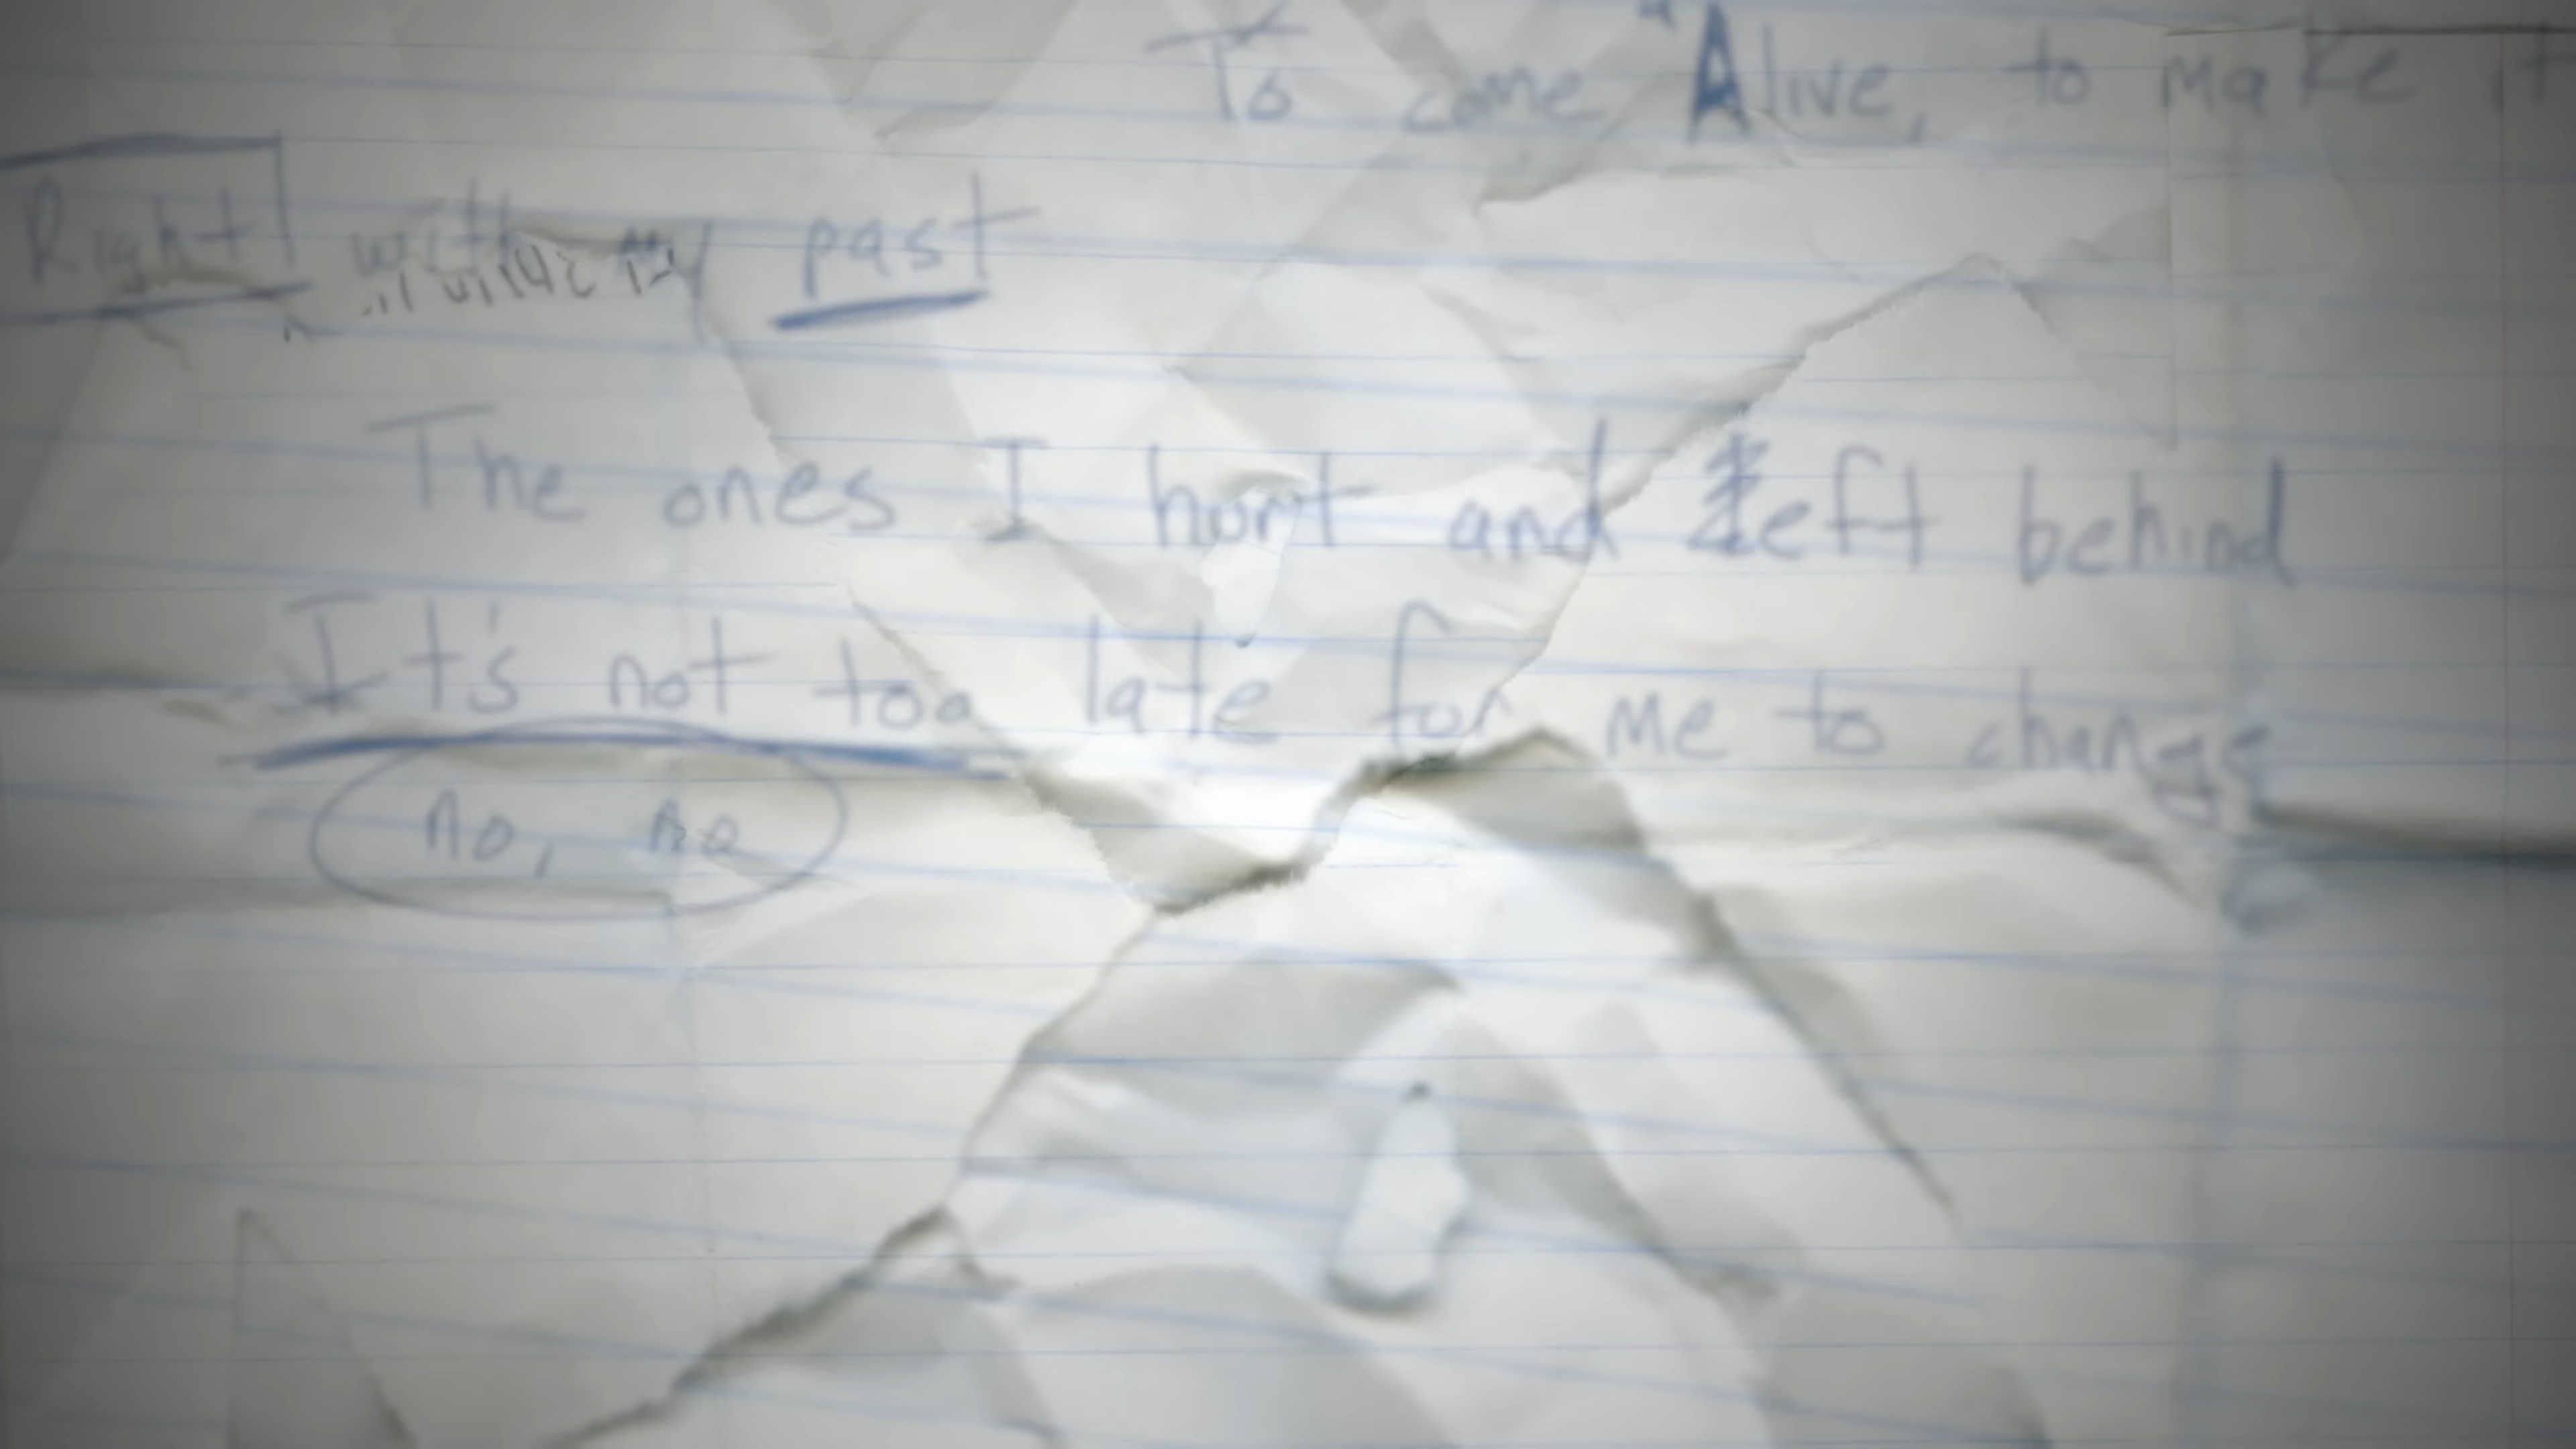 To come Alive, to make it
Right with my past
The ones I hurt and left behind
It's not too late for me to change
no, no